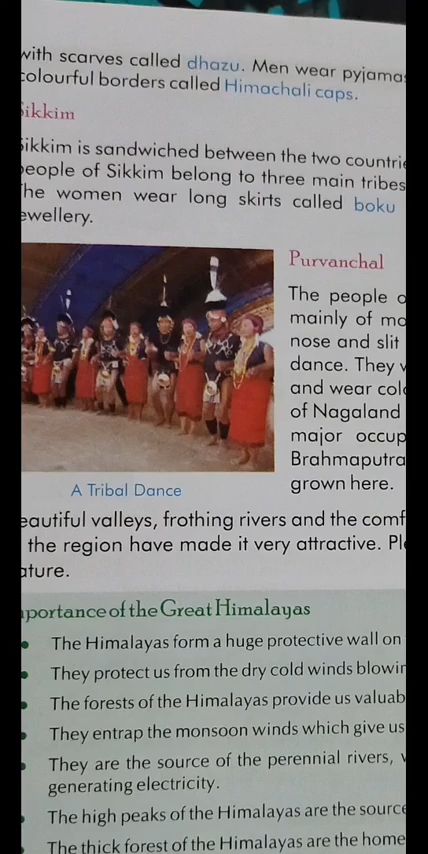 with scarves called dhazu. Men wear pyjamas
colourful borders called Himachali caps.
Sikkim
Sikkim is sandwiched between the two countrie
people of Sikkim belong to three main tribes
The women wear long skirts called boku
ewellery.
Purvanchal
The people o
mainly of mo
nose and slit
dance. They w
and wear colo
of Nagaland
major occup
Brahmaputra
grown here.
A Tribal Dance
eautiful valleys, frothing rivers and the comf
the region have made it very attractive. Ple
ature.
portance of the Great Himalayas
• The Himalayas form a huge protective wall on
• They protect us from the dry cold winds blowin
• The forests of the Himalayas provide us valuab
• They entrap the monsoon winds which give us
• They are the source of the perennial rivers, w
generating electricity.
• The high peaks of the Himalayas are the source
• The thick forest of the Himalayas are the home